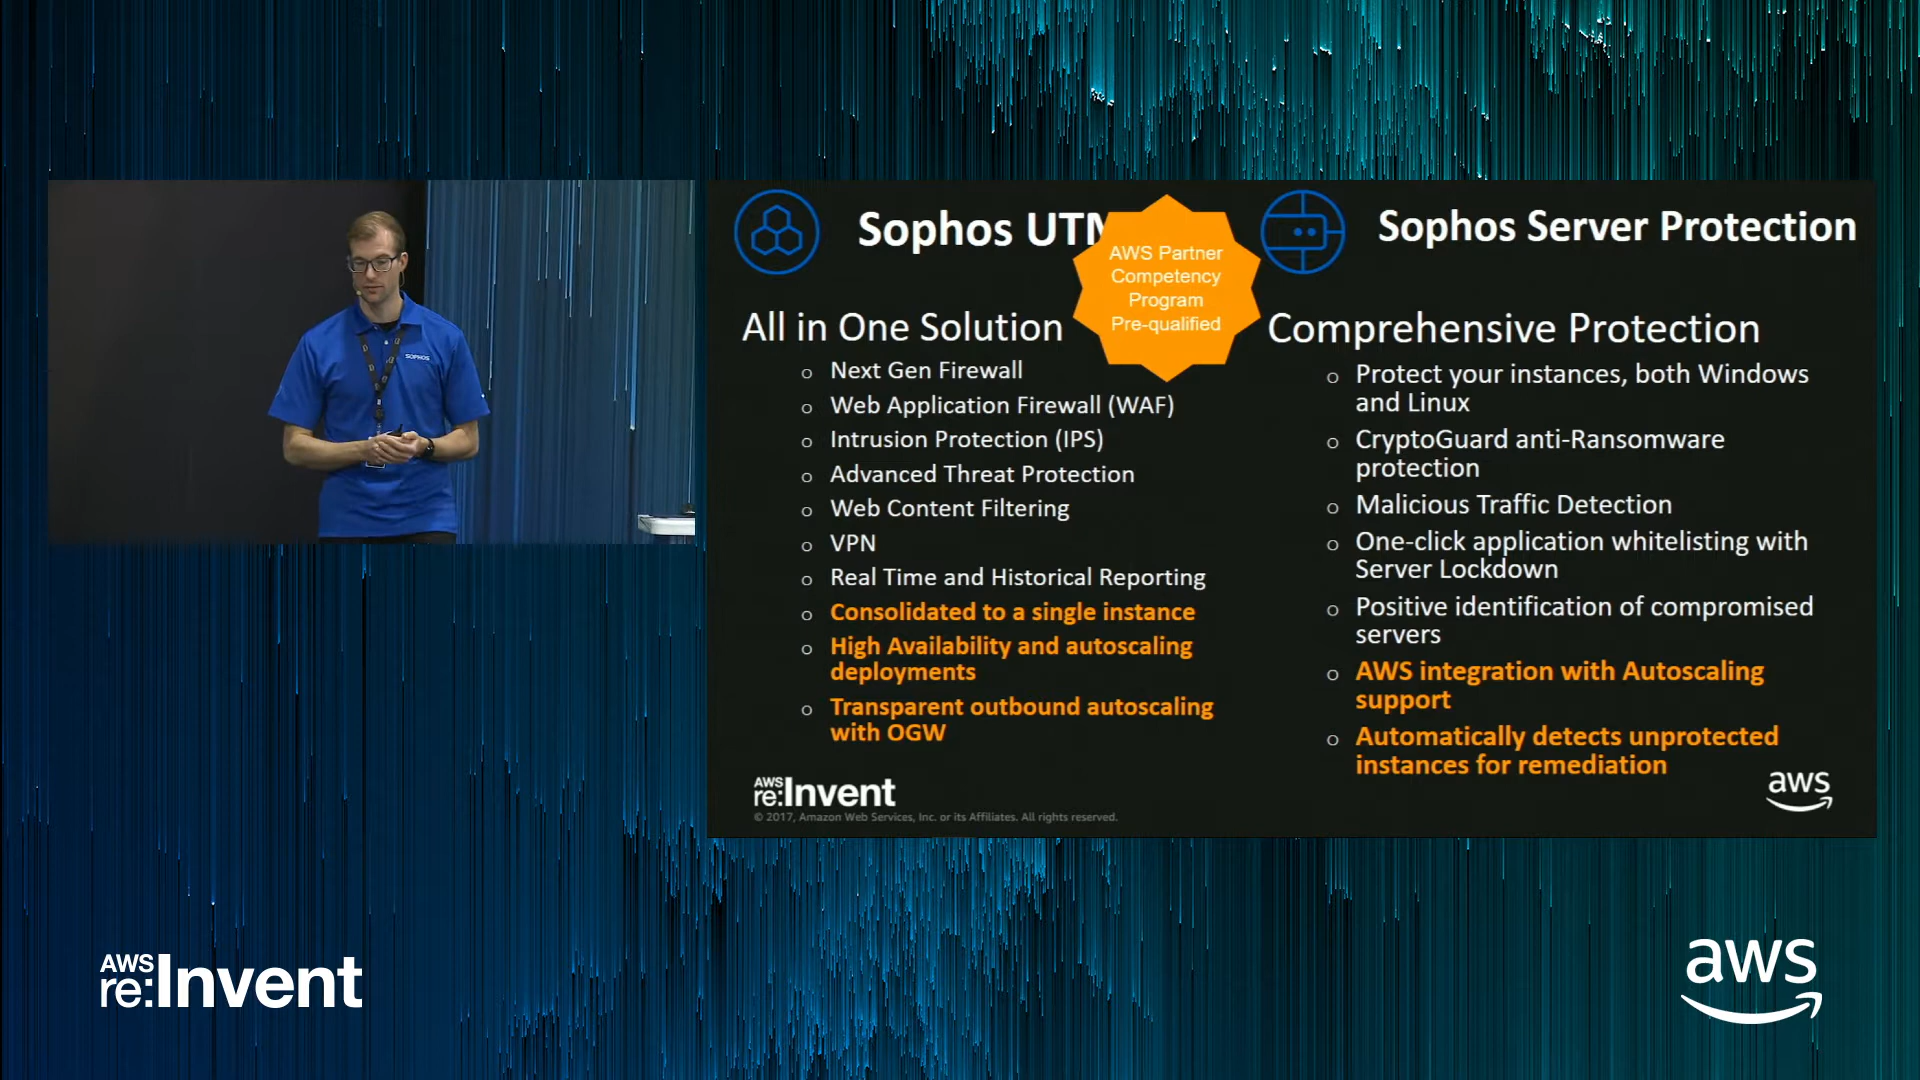 SOPHOS
Sophos UTM
AWS Partner
Competency
Program
Pre-qualified
All in One Solution
o Next Gen Firewall
o Web Application Firewall (WAF)
o Intrusion Protection (IPS)
o Advanced Threat Protection
o Web Content Filtering
o VPN
o Real Time and Historical Reporting
o Consolidated to a single instance
o High Availability and autoscaling
deployments
o Transparent outbound autoscaling
with OGW
Sophos Server Protection
Comprehensive Protection
o Protect your instances, both Windows
and Linux
o CryptoGuard anti-Ransomware
protection
o Malicious Traffic Detection
o One-click application whitelisting with
Server Lockdown
o Positive identification of compromised
servers
o AWS integration with Autoscaling
support
o Automatically detects unprotected
instances for remediation
AWS
re:Invent
© 2017, Amazon Web Services, Inc. or its Affiliates. All rights reserved.
aws
AWS
re:Invent
aws